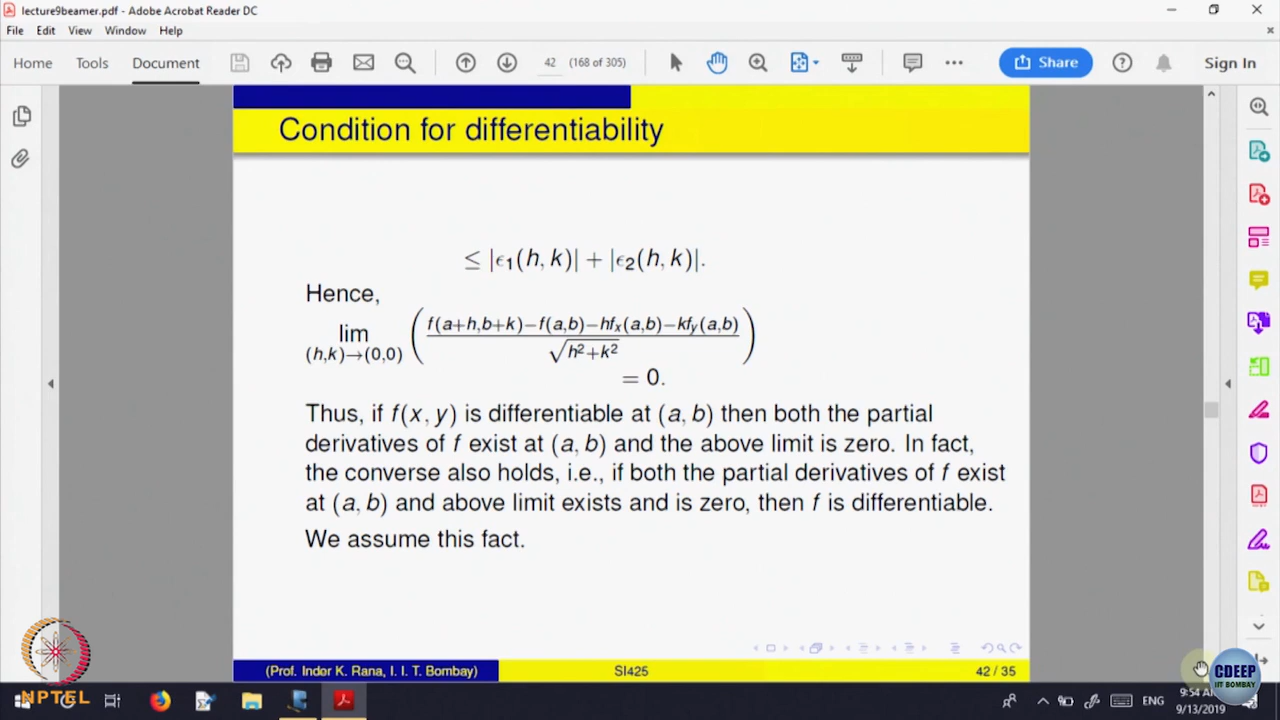 lecture9beamer.pdf - Adobe Acrobat Reader DC
File Edit View Window Help
Home Tools Document 42 (168 of 305) Share Sign In
Condition for differentiability
≤ |ϵ₁(h, k)| + |ϵ₂(h, k)|.
Hence,
lim (h,k)→(0,0) ( f(a+h,b+k)−f(a,b)−hfₓ(a,b)−kf_y(a,b) / √h²+k² )
= 0.
Thus, if f(x, y) is differentiable at (a, b) then both the partial
derivatives of f exist at (a, b) and the above limit is zero. In fact,
the converse also holds, i.e., if both the partial derivatives of f exist
at (a, b) and above limit exists and is zero, then f is differentiable.
We assume this fact.
(Prof. Indor K. Rana, I. I. T. Bombay) SI425 42 / 35
NPTEL
CDEEP
IIT BOMBAY
ENG
9:54
9/13/2019